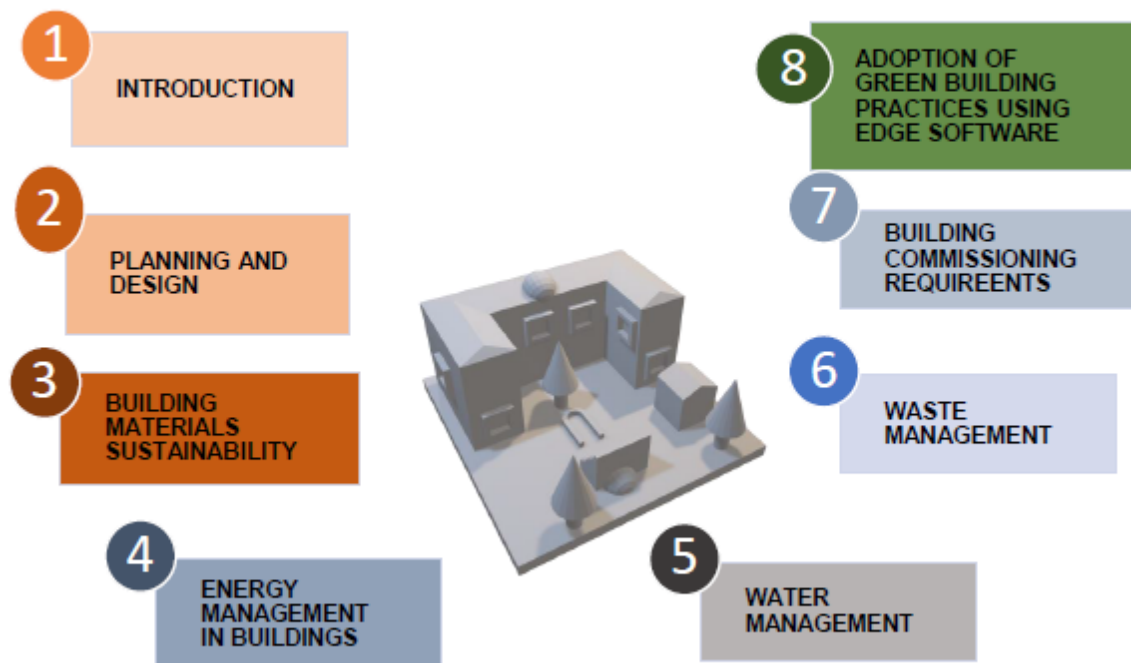 1
INTRODUCTION
2
PLANNING AND
DESIGN
3
BUILDING
MATERIALS
SUSTAINABILITY
4
ENERGY
MANAGEMENT
IN BUILDINGS
5
WATER
MANAGEMENT
6
WASTE
MANAGEMENT
7
BUILDING
COMMISSIONING
REQUIREENTS
8
ADOPTION OF
GREEN BUILDING
PRACTICES USING
EDGE SOFTWARE